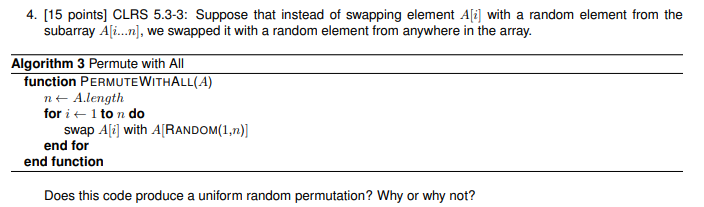 4. [15 points] CLRS 5.3-3: Suppose that instead of swapping element A[i] with a random element from the
subarray A[i...n], we swapped it with a random element from anywhere in the array.
Algorithm 3 Permute with All
function PERMUTEWITHALL(A)
n ← A.length
for i ← 1 to n do
swap A[i] with A[RANDOM(1,n)]
end for
end function
Does this code produce a uniform random permutation? Why or why not?